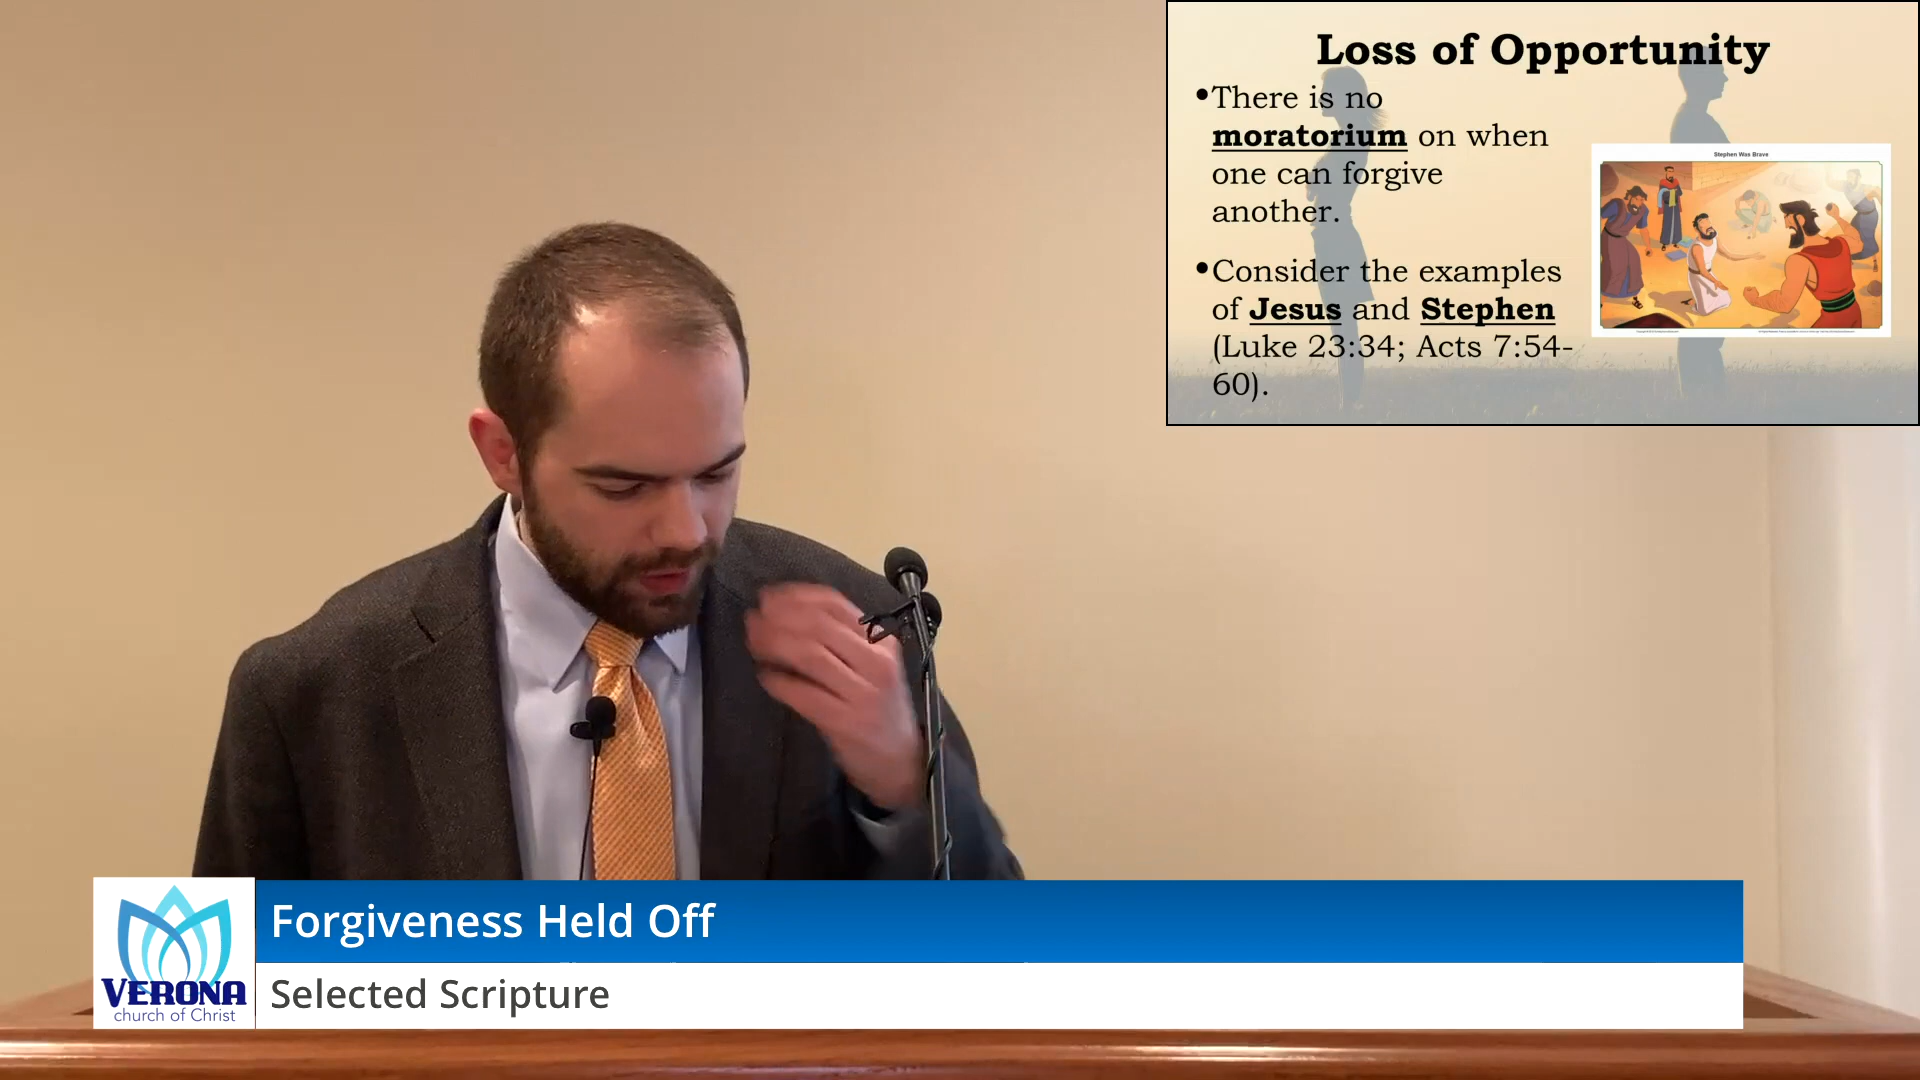 Loss of Opportunity
•There is no
moratorium on when
one can forgive
another.
•Consider the examples
of Jesus and Stephen
(Luke 23:34; Acts 7:54-
60).
Stephen Was Brave
Forgiveness Held Off
Selected Scripture
VERONA
church of Christ